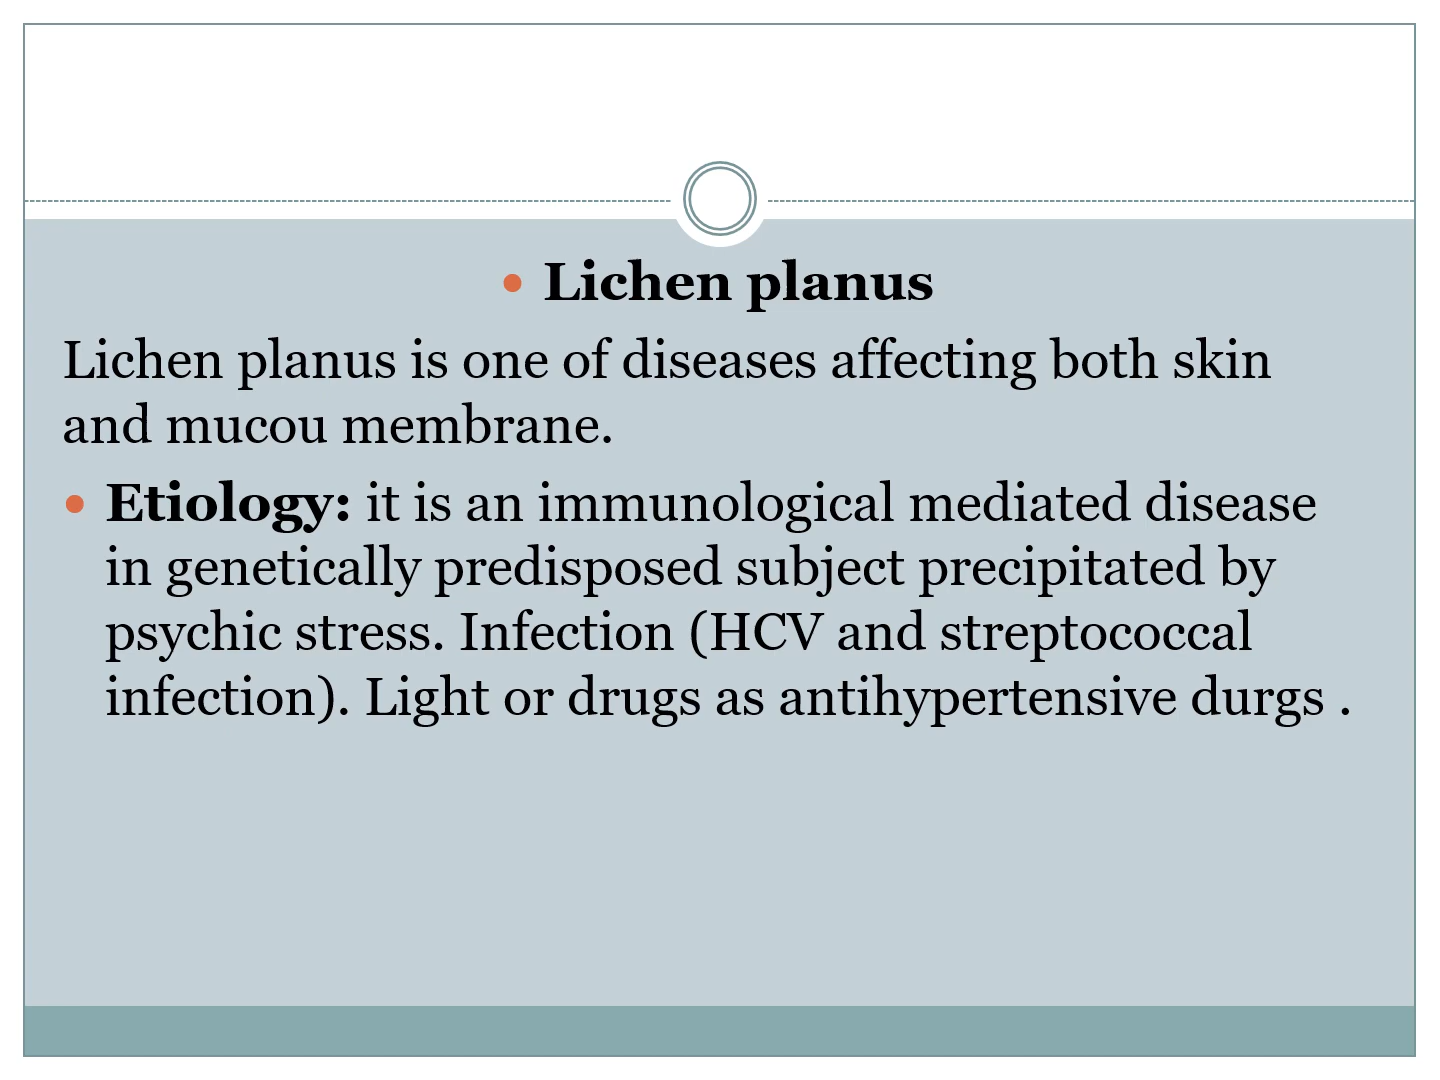 • Lichen planus
Lichen planus is one of diseases affecting both skin
and mucou membrane.
• Etiology: it is an immunological mediated disease
in genetically predisposed subject precipitated by
psychic stress. Infection (HCV and streptococcal
infection). Light or drugs as antihypertensive durgs .